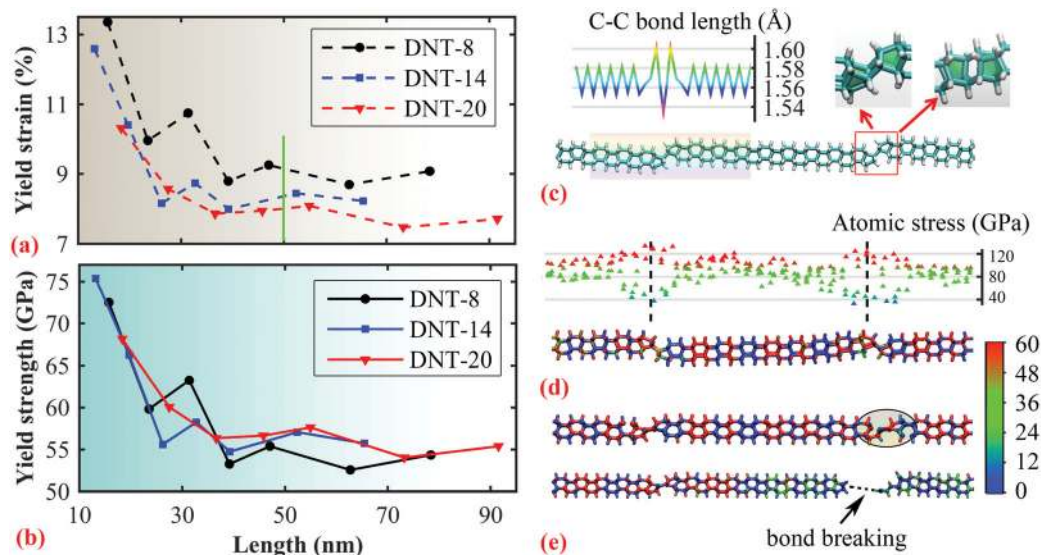 13
11
9
7
Yield strain (%)
DNT-8
DNT-14
DNT-20
(a)
75
70
65
60
55
50
Yield strength (GPa)
DNT-8
DNT-14
DNT-20
(b)
10 30 50 70 90
Length (nm)
C-C bond length (Å)
1.60
1.58
1.56
1.54
(c)
Atomic stress (GPa)
120
80
40
(d)
60
48
36
24
12
0
bond breaking
(e)